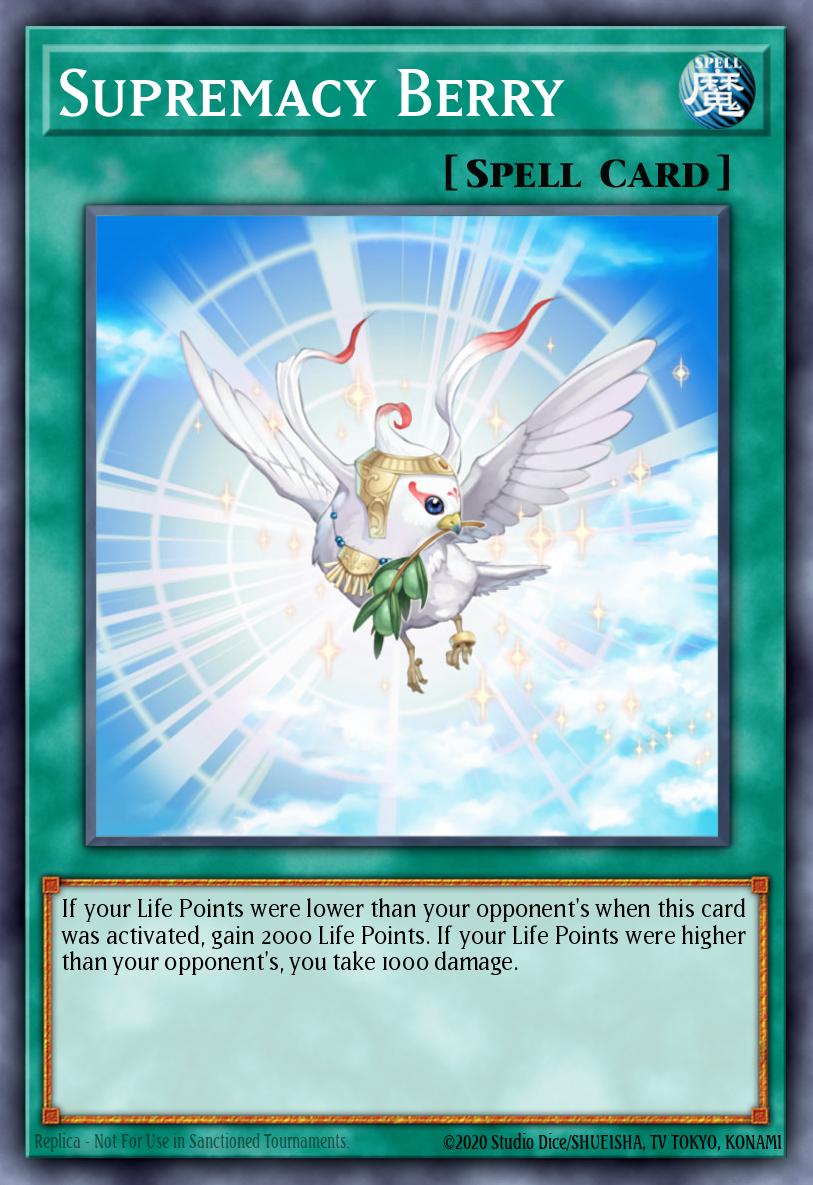 Supremacy Berry
SPELL
魔
[ Spell Card ]
If your Life Points were lower than your opponent's when this card
was activated, gain 2000 Life Points. If your Life Points were higher
than your opponent's, you take 1000 damage.
Replica - Not For Use in Sanctioned Tournaments.
©2020 Studio Dice/SHUEISHA, TV TOKYO, KONAMI